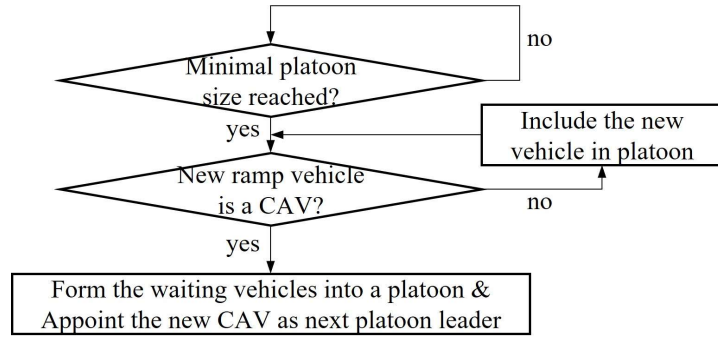 no
Minimal platoon
size reached?
yes
Include the new
vehicle in platoon
New ramp vehicle
is a CAV?
no
yes
Form the waiting vehicles into a platoon &
Appoint the new CAV as next platoon leader